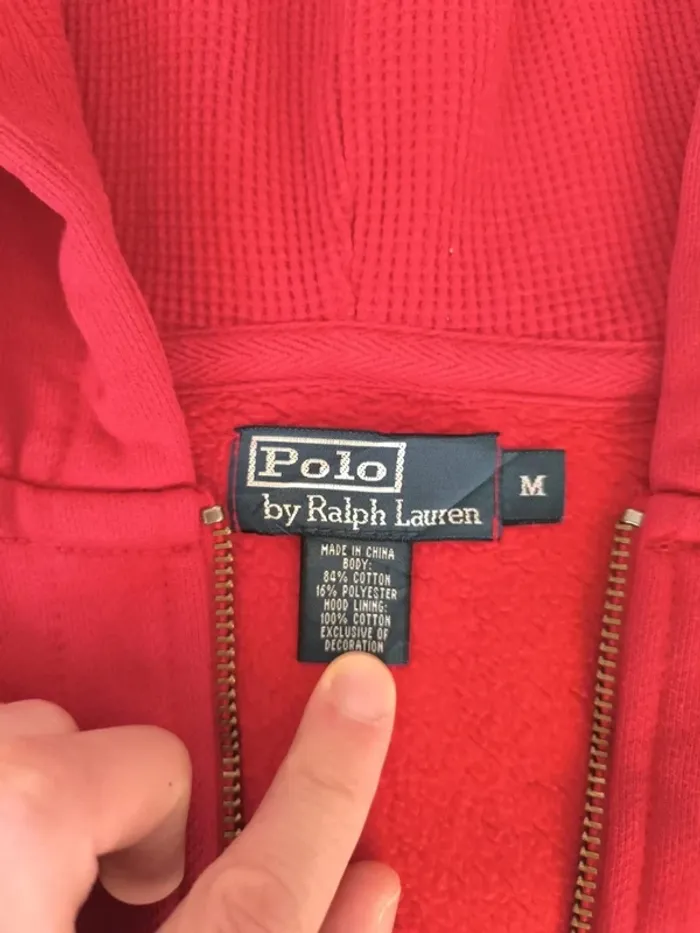 Polo
by Ralph Lauren
M
MADE IN CHINA
BODY:
84% COTTON
16% POLYESTER
HOOD LINING:
100% COTTON
EXCLUSIVE OF
DECORATION